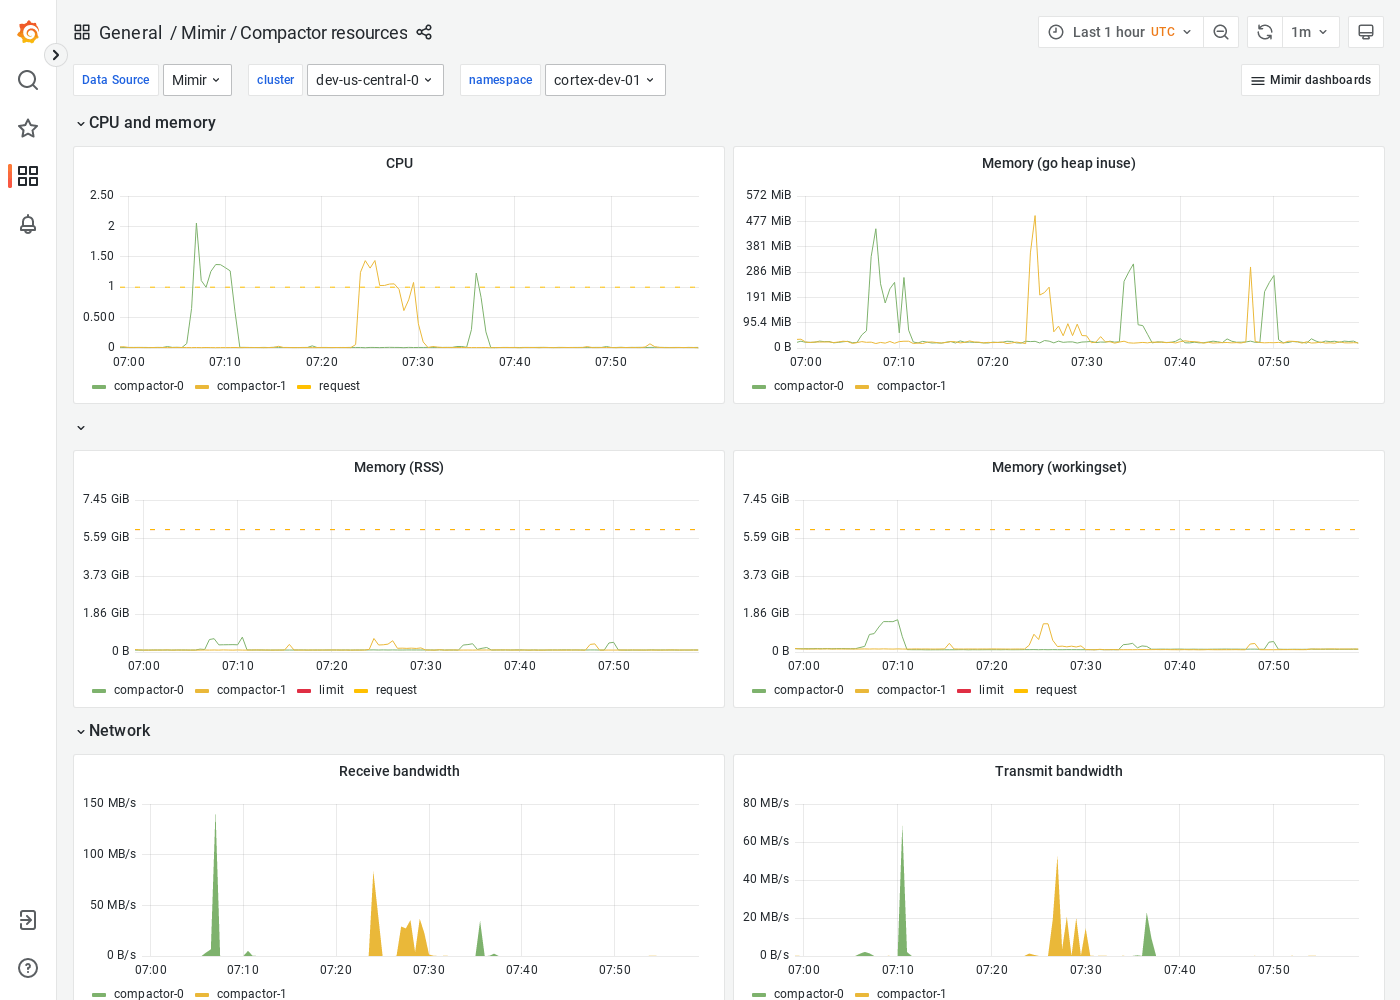 General / Mimir / Compactor resources
Last 1 hour UTC
1m
Data Source Mimir cluster dev-us-central-0 namespace cortex-dev-01 Mimir dashboards
CPU and memory
CPU
2.50
2
1.50
1
0.500
0
07:00 07:10 07:20 07:30 07:40 07:50
compactor-0 compactor-1 request
Memory (go heap inuse)
572 MiB
477 MiB
381 MiB
286 MiB
191 MiB
95.4 MiB
0 B
07:00 07:10 07:20 07:30 07:40 07:50
compactor-0 compactor-1
Memory (RSS)
7.45 GiB
5.59 GiB
3.73 GiB
1.86 GiB
0 B
07:00 07:10 07:20 07:30 07:40 07:50
compactor-0 compactor-1 limit request
Memory (workingset)
7.45 GiB
5.59 GiB
3.73 GiB
1.86 GiB
0 B
07:00 07:10 07:20 07:30 07:40 07:50
compactor-0 compactor-1 limit request
Network
Receive bandwidth
150 MB/s
100 MB/s
50 MB/s
0 B/s
07:00 07:10 07:20 07:30 07:40 07:50
compactor-0 compactor-1
Transmit bandwidth
80 MB/s
60 MB/s
40 MB/s
20 MB/s
0 B/s
07:00 07:10 07:20 07:30 07:40 07:50
compactor-0 compactor-1